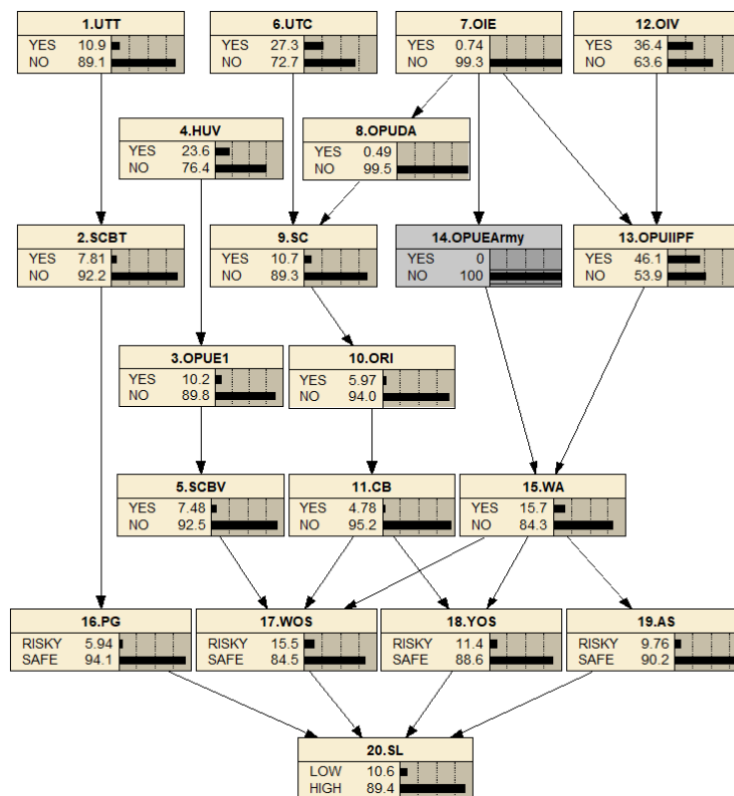 1.UTT
YES 10.9
NO 89.1
6.UTC
YES 27.3
NO 72.7
7.OIE
YES 0.74
NO 99.3
12.OIV
YES 36.4
NO 63.6
4.HUV
YES 23.6
NO 76.4
8.OPUDA
YES 0.49
NO 99.5
2.SCBT
YES 7.81
NO 92.2
9.SC
YES 10.7
NO 89.3
14.OPUEArmy
YES 0
NO 100
13.OPUIIPF
YES 46.1
NO 53.9
3.OPUE1
YES 10.2
NO 89.8
10.ORI
YES 5.97
NO 94.0
5.SCBV
YES 7.48
NO 92.5
11.CB
YES 4.78
NO 95.2
15.WA
YES 15.7
NO 84.3
16.PG
RISKY 5.94
SAFE 94.1
17.WOS
RISKY 15.5
SAFE 84.5
18.YOS
RISKY 11.4
SAFE 88.6
19.AS
RISKY 9.76
SAFE 90.2
20.SL
LOW 10.6
HIGH 89.4